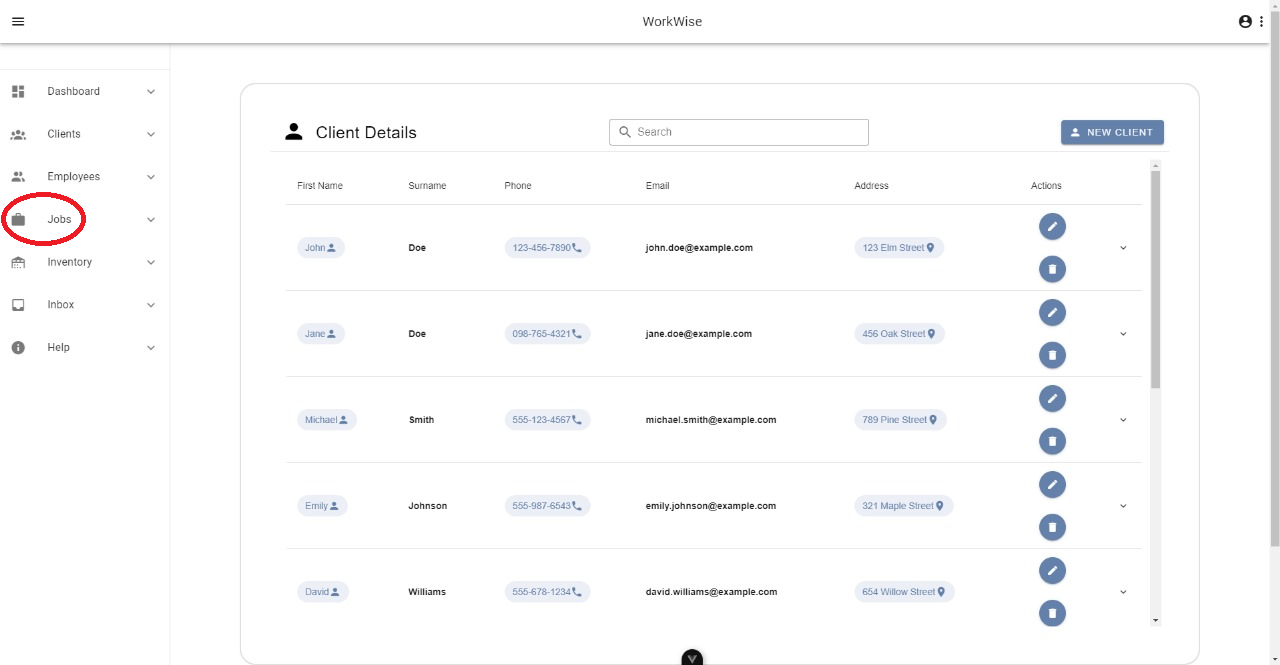 WorkWise
Dashboard
Clients
Employees
Jobs
Inventory
Inbox
Help
Client Details
Search
NEW CLIENT
First Name Surname Phone Email Address Actions
John Doe 123-456-7890 john.doe@example.com 123 Elm Street
Jane Doe 098-765-4321 jane.doe@example.com 456 Oak Street
Michael Smith 555-123-4567 michael.smith@example.com 789 Pine Street
Emily Johnson 555-987-6543 emily.johnson@example.com 321 Maple Street
David Williams 555-678-1234 david.williams@example.com 654 Willow Street